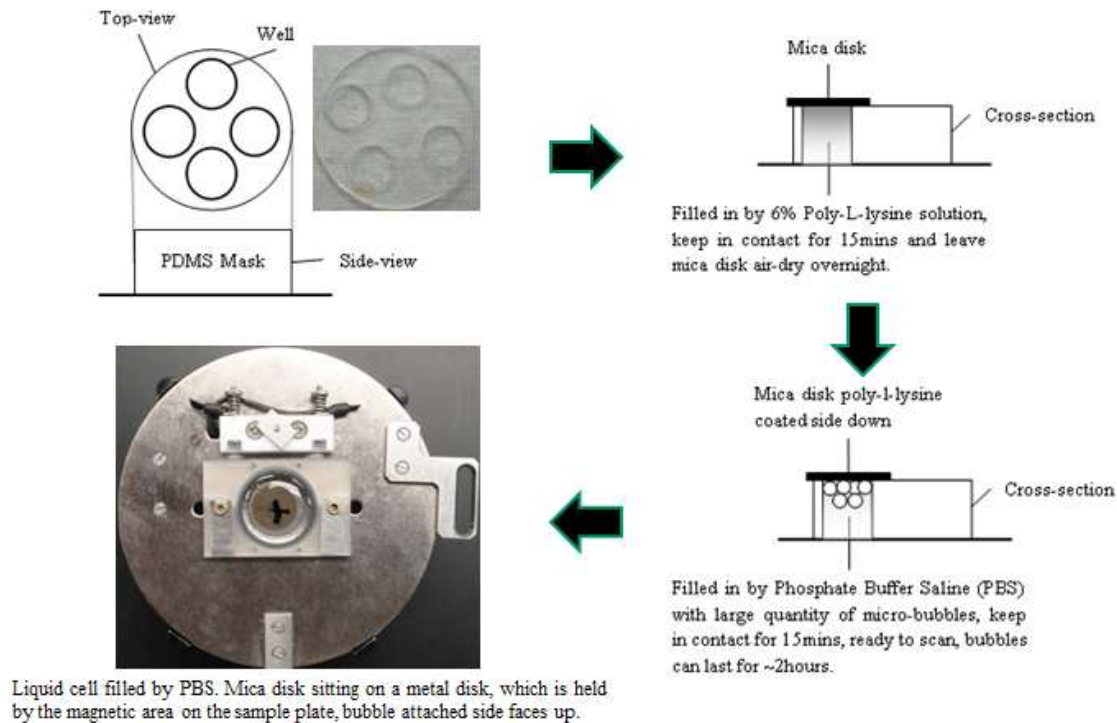 Top-view
Well
PDMS Mask
Side-view
Mica disk
Cross-section
Filled in by 6% Poly-L-lysine solution,
keep in contact for 15mins and leave
mica disk air-dry overnight.
Mica disk poly-l-lysine
coated side down
Cross-section
Filled in by Phosphate Buffer Saline (PBS)
with large quantity of micro-bubbles, keep
in contact for 15mins, ready to scan, bubbles
can last for ~2hours.
Liquid cell filled by PBS. Mica disk sitting on a metal disk, which is held
by the magnetic area on the sample plate, bubble attached side faces up.